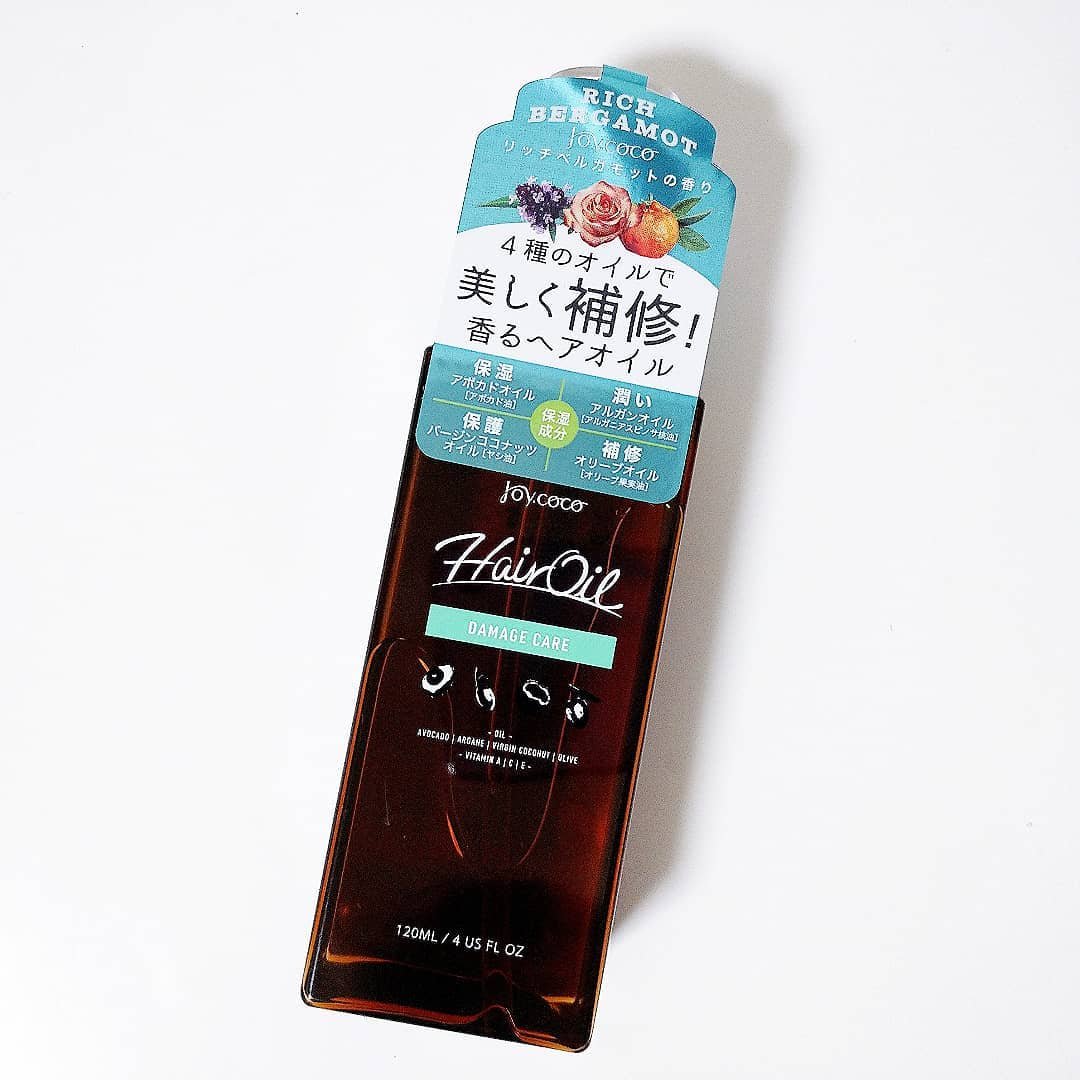 RICH
BERGAMOT
Joy.coco
リッチベルガモットの香り
4種のオイルで
美しく補修!
香るヘアオイル
保湿
アボカドオイル
[アボカド油]
潤い
アルガンオイル
[アルガニアスピノサ核油]
保湿
成分
保護
バージンココナッツ
オイル[ヤシ油]
補修
オリーブオイル
[オリーブ果実油]
Joy.coco
Hair Oil
DAMAGE CARE
- OIL -
AVOCADO | ARGANE | VIRGIN COCONUT | OLIVE
- VITAMIN A | C | E -
120ML / 4 US FL OZ